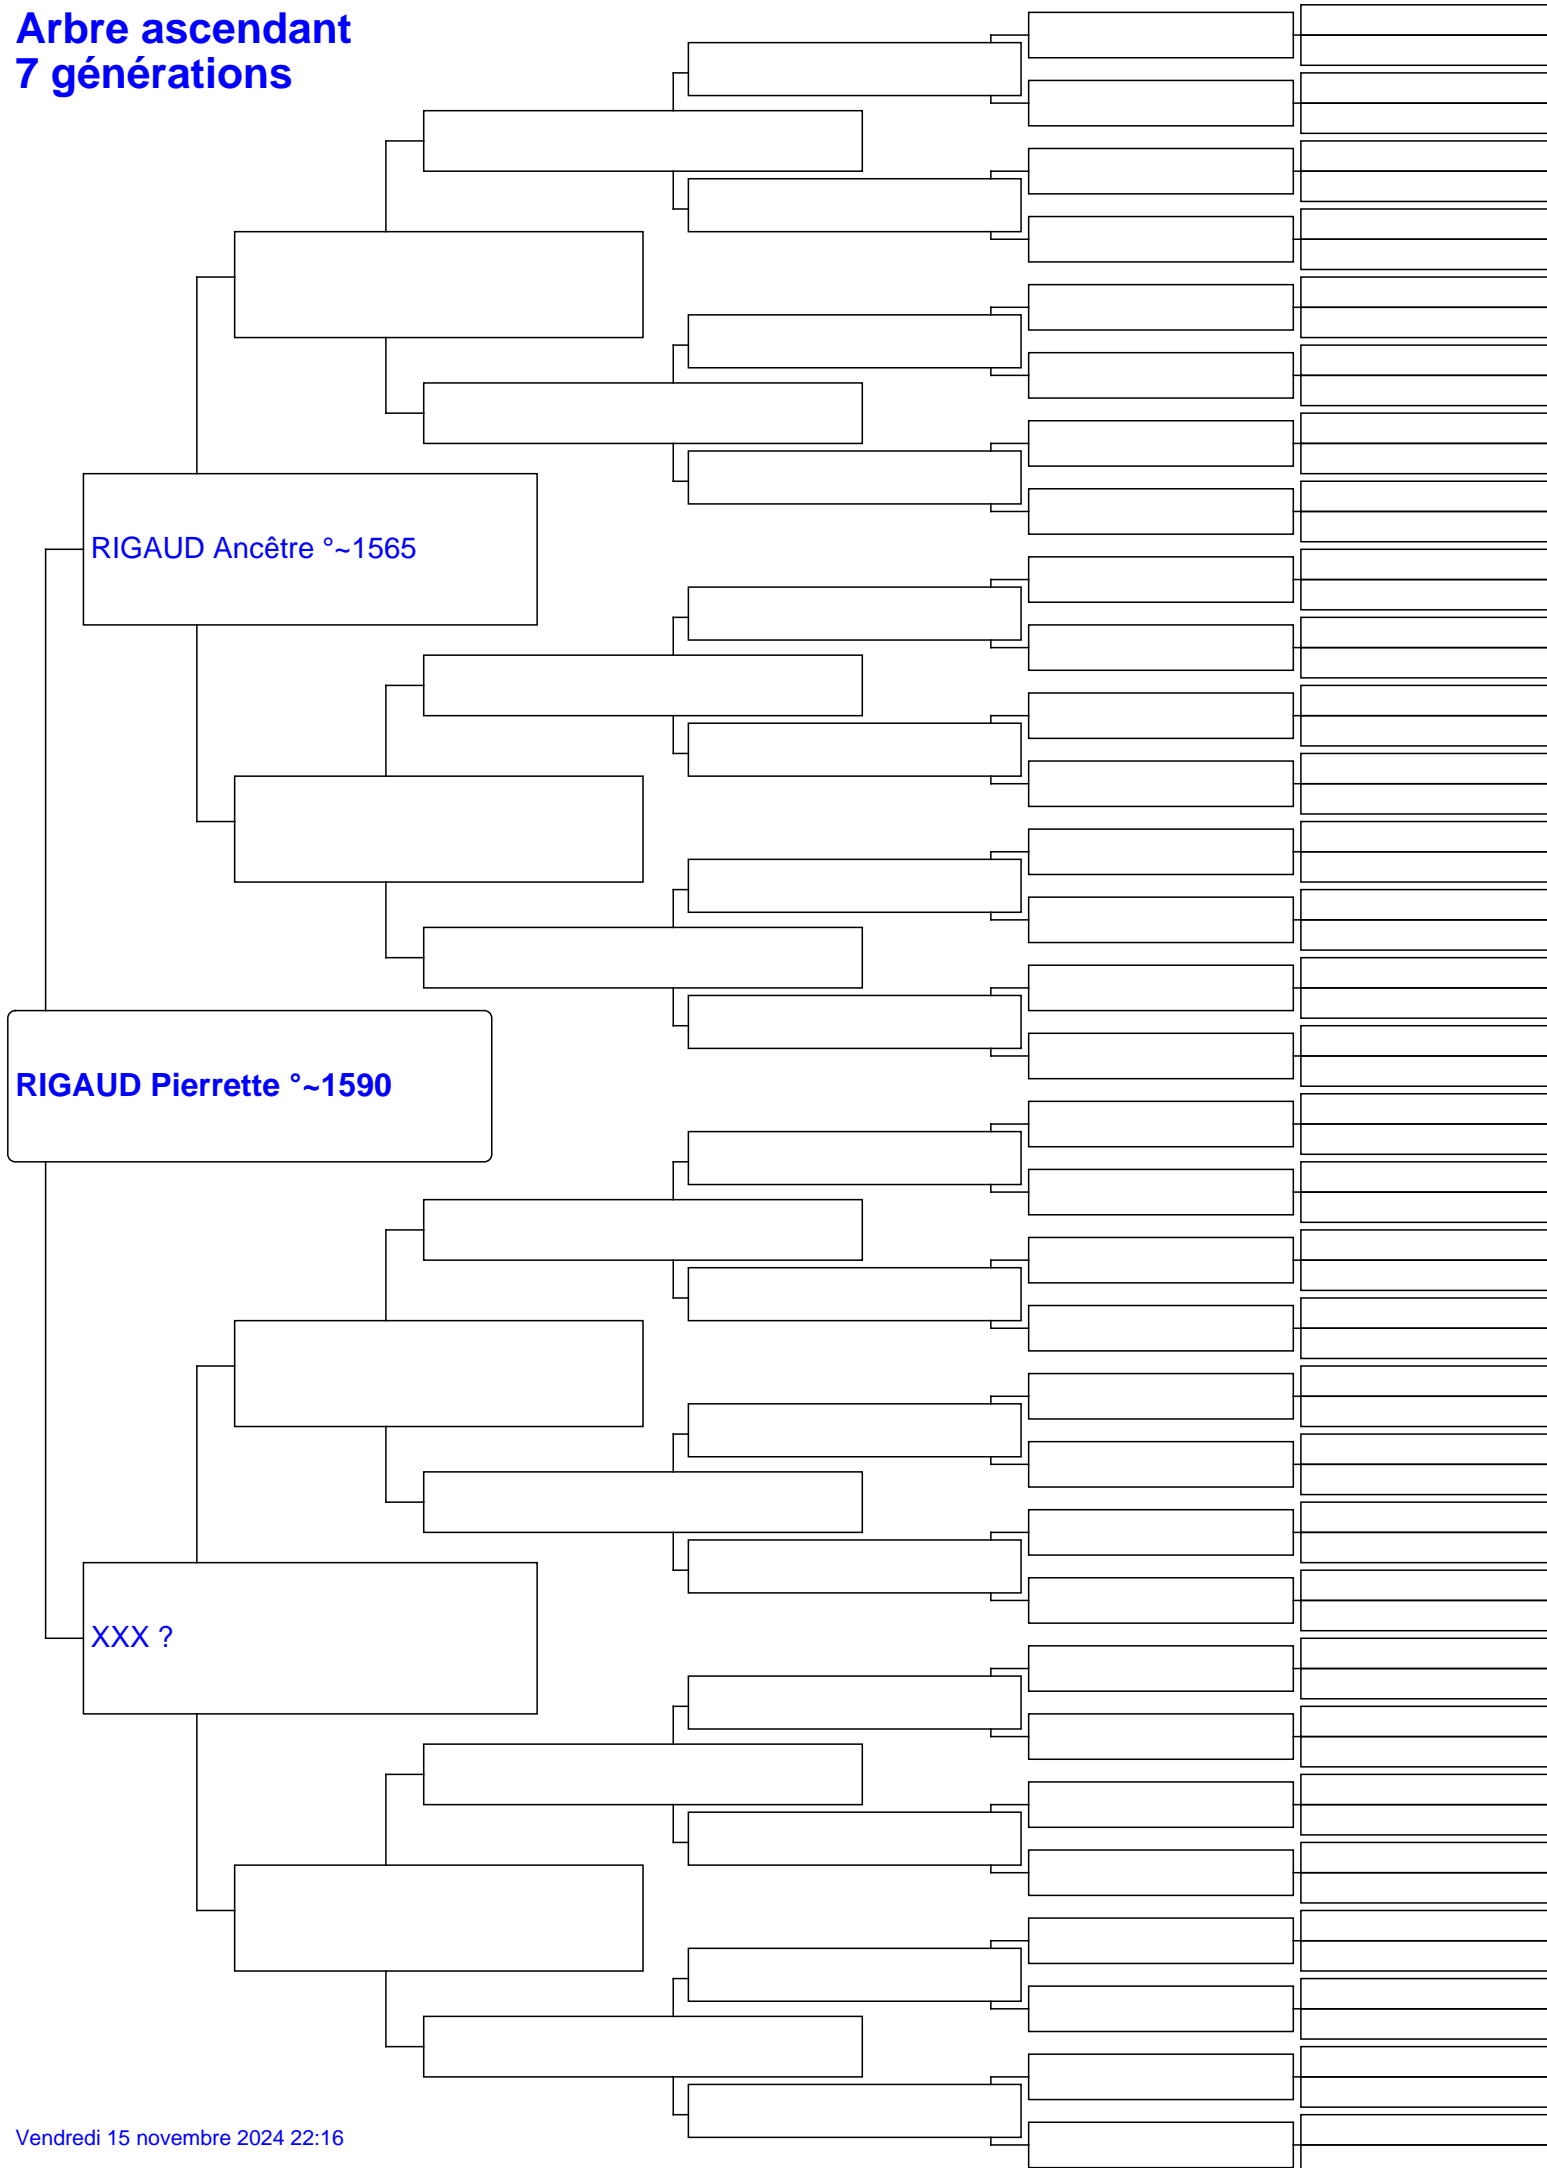 Arbre ascendant
7 générations
RIGAUD Ancêtre °~1565
RIGAUD Pierrette °~1590
XXX ?
Vendredi 15 novembre 2024 22:16